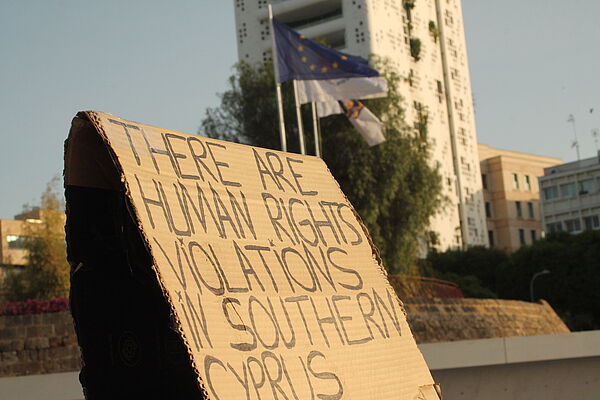 THERE ARE
HUMAN RIGHTS
VIOLATIONS
IN SOUTHERN
CYPRUS